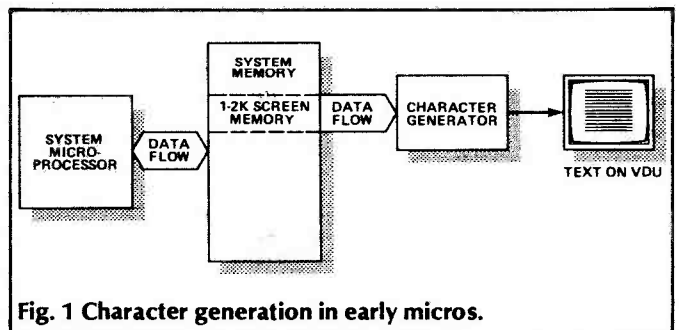 SYSTEM
MICRO-
PROCESSOR
DATA
FLOW
SYSTEM
MEMORY
1-2K SCREEN
MEMORY
DATA
FLOW
CHARACTER
GENERATOR
TEXT ON VDU
Fig. 1 Character generation in early micros.